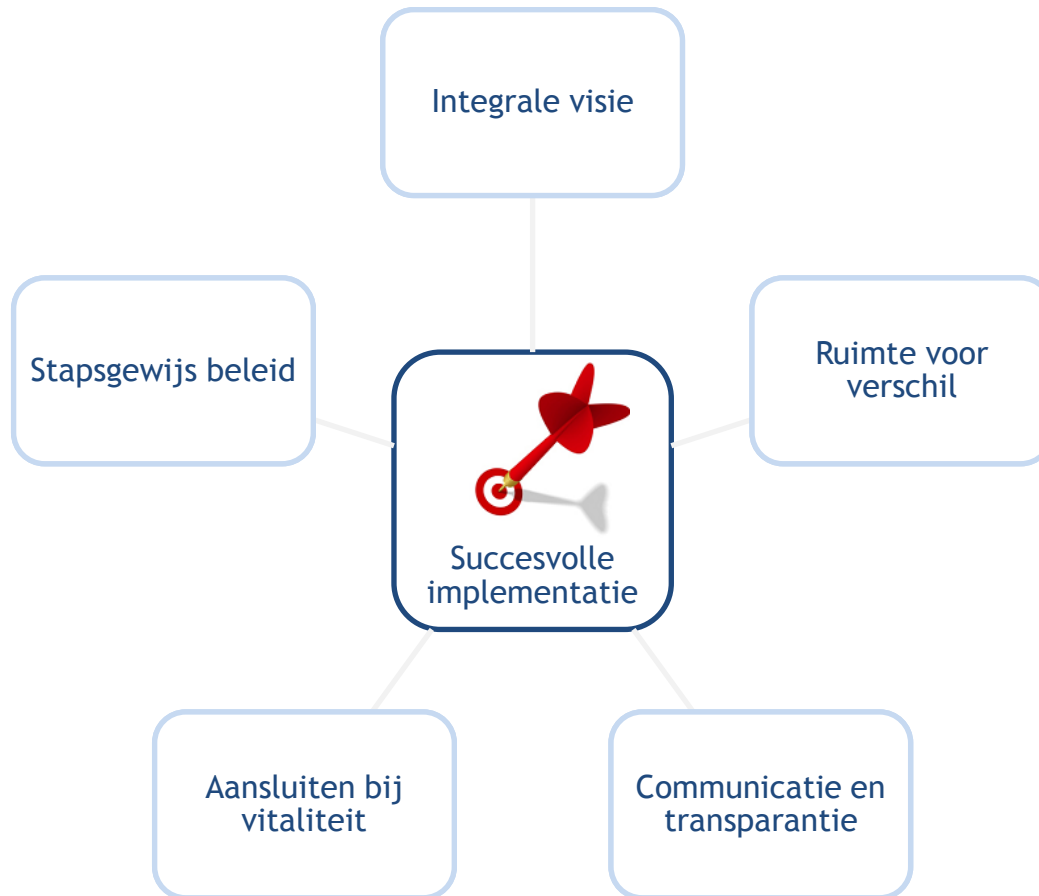 Integrale visie
Stapsgewijs beleid
Ruimte voor
verschil
Succesvolle
implementatie
Aansluiten bij
vitaliteit
Communicatie en
transparantie